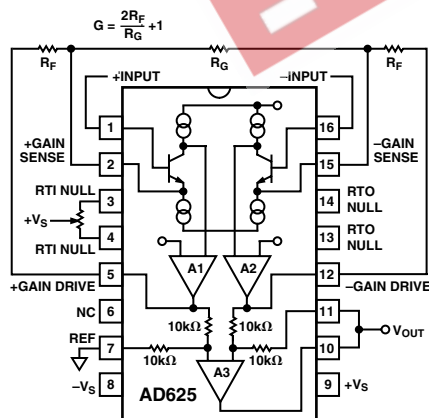 G = 2RF/RG +1
RF
RG
RF
+INPUT
–INPUT
1
16
+GAIN
SENSE
–GAIN
SENSE
2
15
RTI NULL
3
14
RTO
NULL
+VS
4
13
RTO
NULL
RTI NULL
A1
A2
5
12
+GAIN DRIVE
–GAIN DRIVE
NC
6
10kΩ
10kΩ
11
REF
7
10kΩ
10kΩ
10
VOUT
A3
–VS
8
AD625
9
+VS